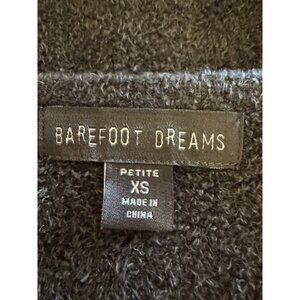 BAREFOOT DREAMS
PETITE
XS
MADE IN
CHINA